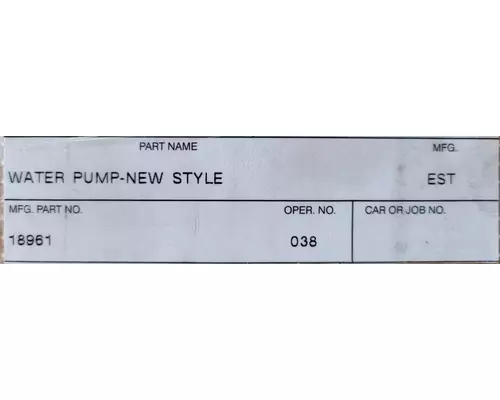 PART NAME MFG.
WATER PUMP-NEW STYLE EST
MFG. PART NO. OPER. NO. CAR OR JOB NO.
18961 038